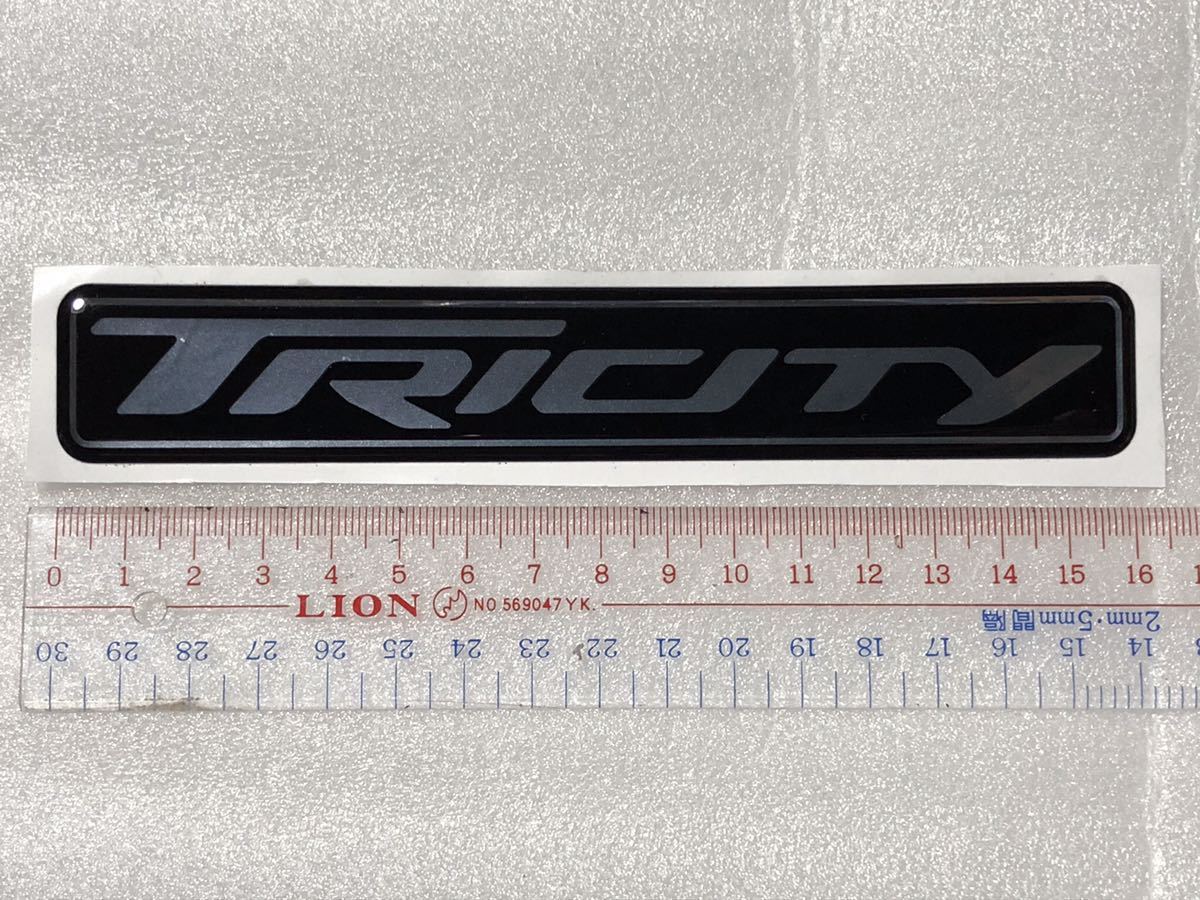 TRICITY
0 1 2 3 4 5 6 7 8 9 10 11 12 13 14 15 16
LION NO 569047 YK.
2mm·5mm間隔
30 29 28 27 26 25 24 23 22 21 20 19 18 17 16 15 14